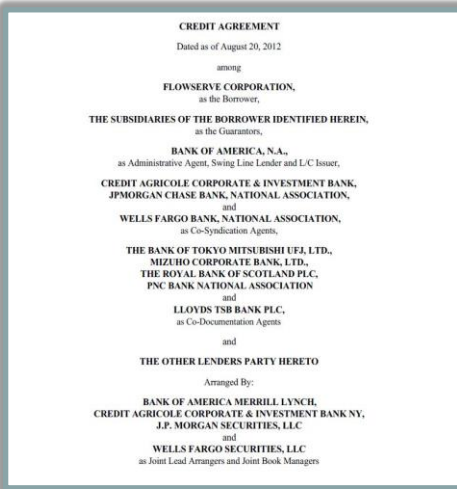 CREDIT AGREEMENT
Dated as of August 20, 2012
among
FLOWSERVE CORPORATION,
as the Borrower,
THE SUBSIDIARIES OF THE BORROWER IDENTIFIED HEREIN,
as the Guarantors,
BANK OF AMERICA, N.A.,
as Administrative Agent, Swing Line Lender and L/C Issuer,
CREDIT AGRICOLE CORPORATE & INVESTMENT BANK,
JPMORGAN CHASE BANK, NATIONAL ASSOCIATION,
and
WELLS FARGO BANK, NATIONAL ASSOCIATION,
as Co-Syndication Agents,
THE BANK OF TOKYO MITSUBISHI UFJ, LTD.,
MIZUHO CORPORATE BANK, LTD.,
THE ROYAL BANK OF SCOTLAND PLC,
PNC BANK NATIONAL ASSOCIATION
and
LLOYDS TSB BANK PLC,
as Co-Documentation Agents
and
THE OTHER LENDERS PARTY HERETO
Arranged By:
BANK OF AMERICA MERRILL LYNCH,
CREDIT AGRICOLE CORPORATE & INVESTMENT BANK NY,
J.P. MORGAN SECURITIES, LLC
and
WELLS FARGO SECURITIES, LLC
as Joint Lead Arrangers and Joint Book Managers